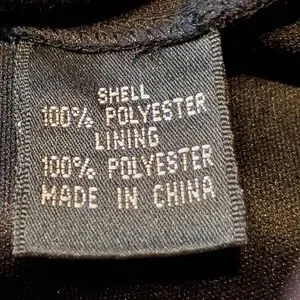 SHELL
100% POLYESTER
LINING
100% POLYESTER
MADE IN CHINA